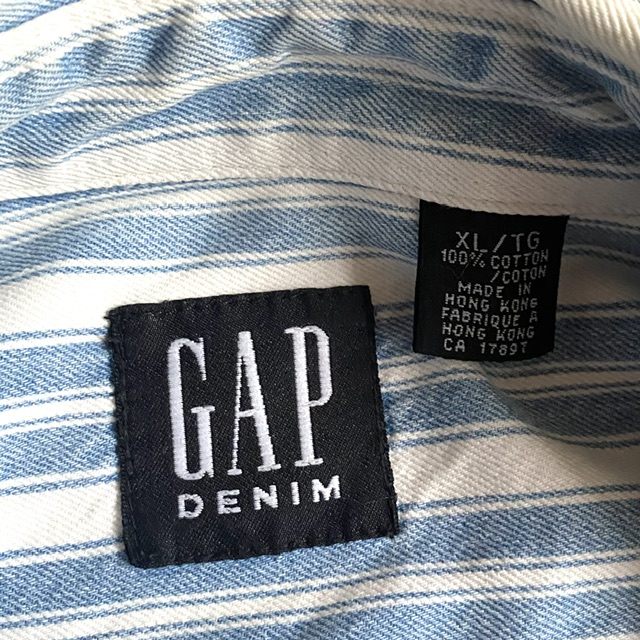 GAP
DENIM
XL/TG
100% COTTON
/COTON
MADE IN
HONG KONG
FABRIQUE A
HONG KONG
CA 17897